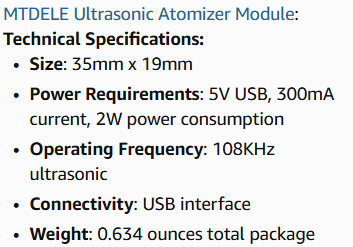 MTDELE Ultrasonic Atomizer Module:
Technical Specifications:
• Size: 35mm x 19mm
• Power Requirements: 5V USB, 300mA
current, 2W power consumption
• Operating Frequency: 108KHz
ultrasonic
• Connectivity: USB interface
• Weight: 0.634 ounces total package